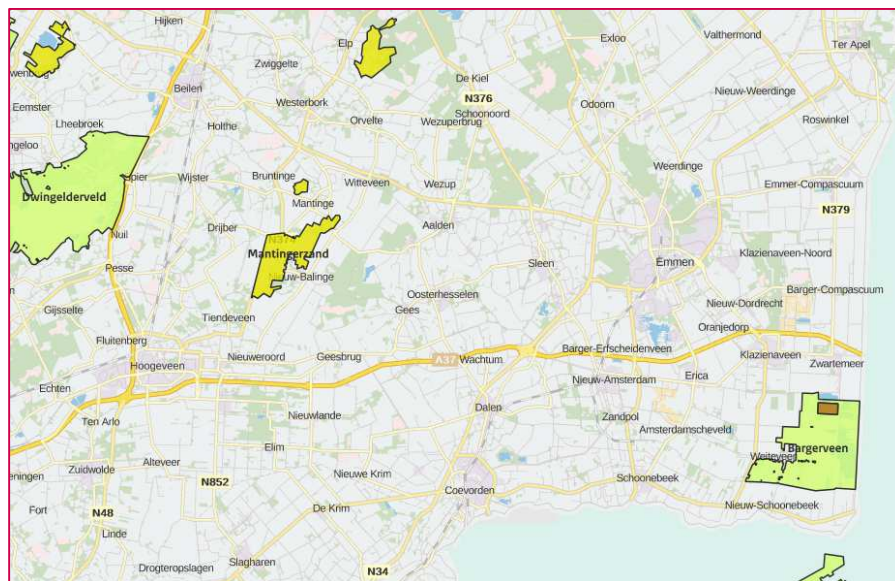 Hijken
Elp
Exloo
Valthermond
Ter Apel
Zwiggelte
De Kiel
Beilen
Westerbork
N376
Schoonoord
Odoorn
Nieuw-Weerdinge
Eemster
Lheebroek
Holthe
Orvelte
Wezuperbrug
Roswinkel
Weerdinge
Bruntinge
Spier
Wijster
Witteveen
Wezup
Emmer-Compascuum
Dwingelderveld
Mantinge
N379
Nuil
Drijber
Aalden
Mantingerzand
Klazienaveen-Noord
Pesse
Nieuw-Balinge
Sleen
Emmen
Barger-Compascuum
Oosterhesselen
Nieuw-Dordrecht
Gijsselte
Tiendeveen
Gees
Oranjedorp
Fluitenberg
Hoogeveen
Nieuweroord
Geesbrug
A37
Wachtum
Barger-Erfscheidenveen
Klazienaveen
Zwartemeer
Echten
Nieuw-Amsterdam
Erica
Nieuwlande
Dalen
Zandpol
Ten Arlo
Amsterdamscheveld
Elim
Bargerveen
Alteveer
Zuidwolde
Nieuwe Krim
N852
Coevorden
Schoonebeek
Fort
N48
De Krim
Nieuw-Schoonebeek
Linde
Slagharen
N34
Drogteropslagen